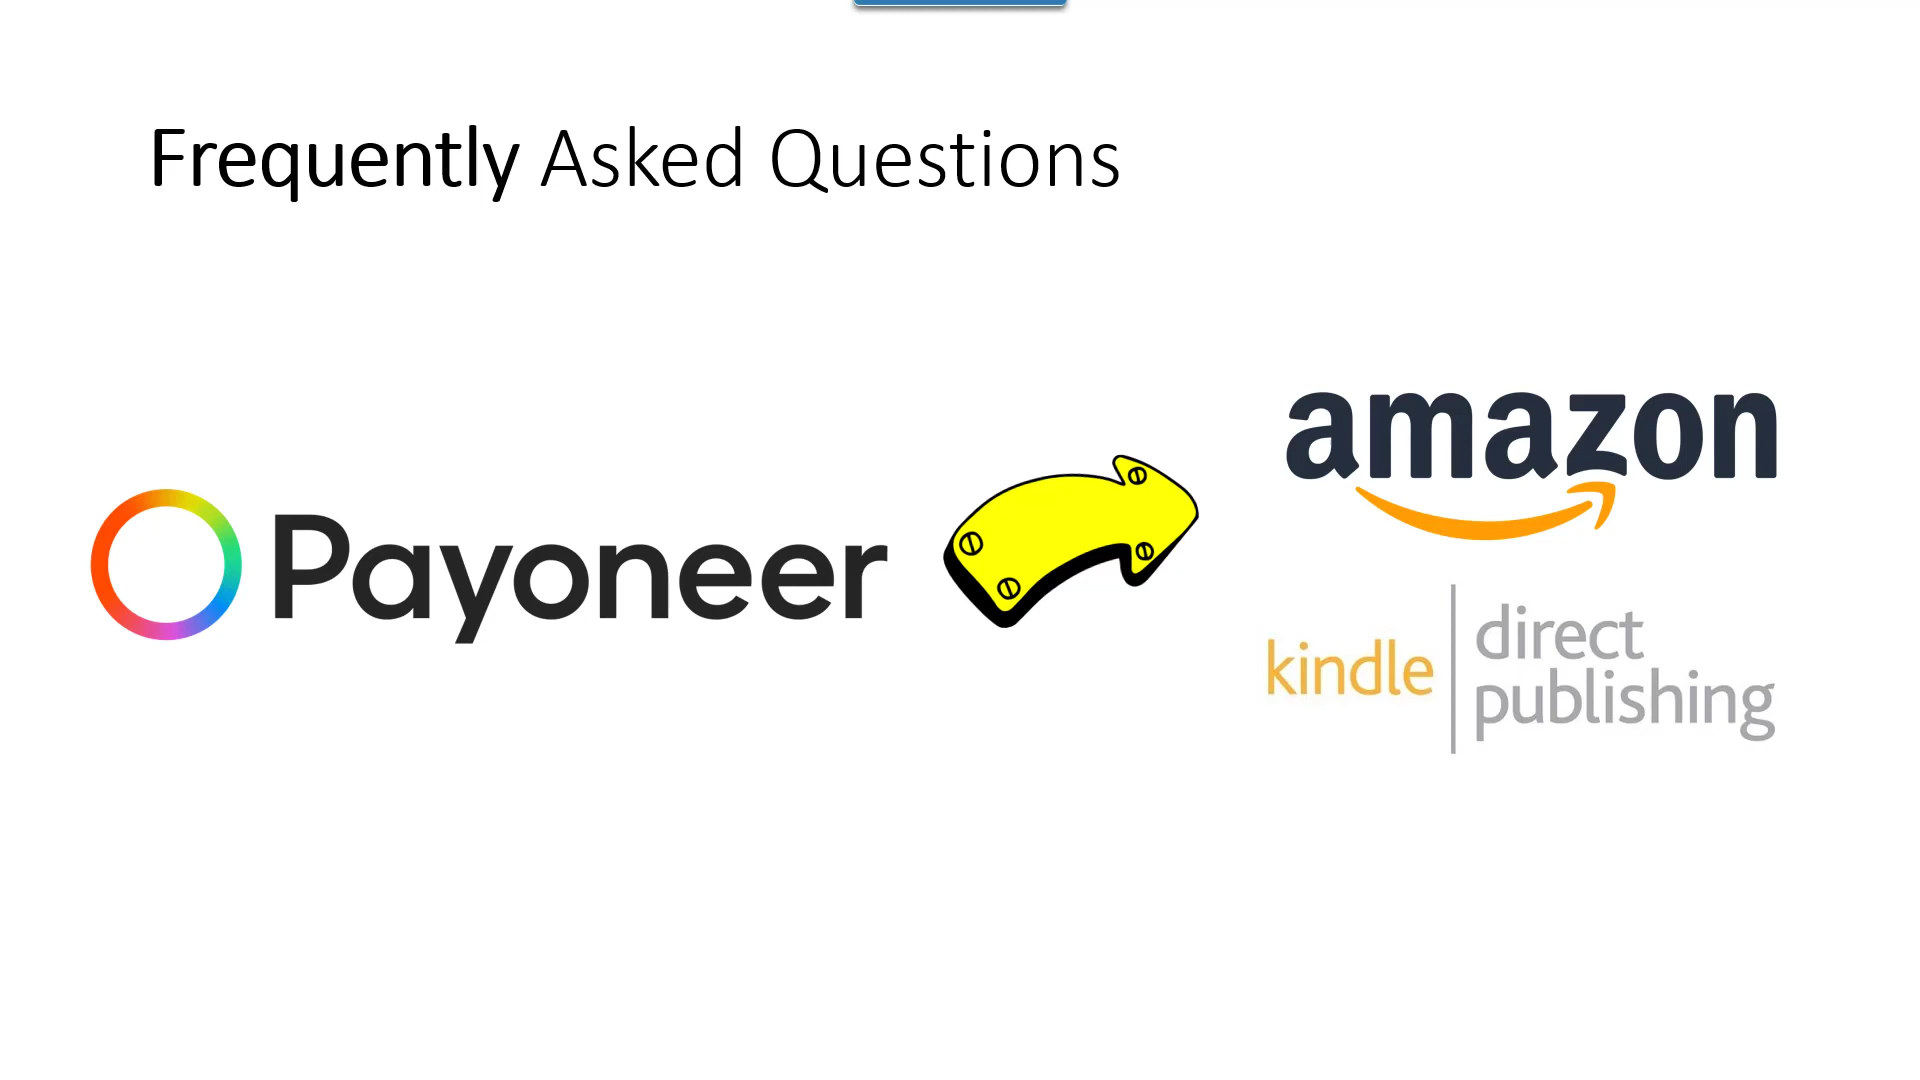 Frequently Asked Questions
Payoneer
amazon
kindle
direct
publishing